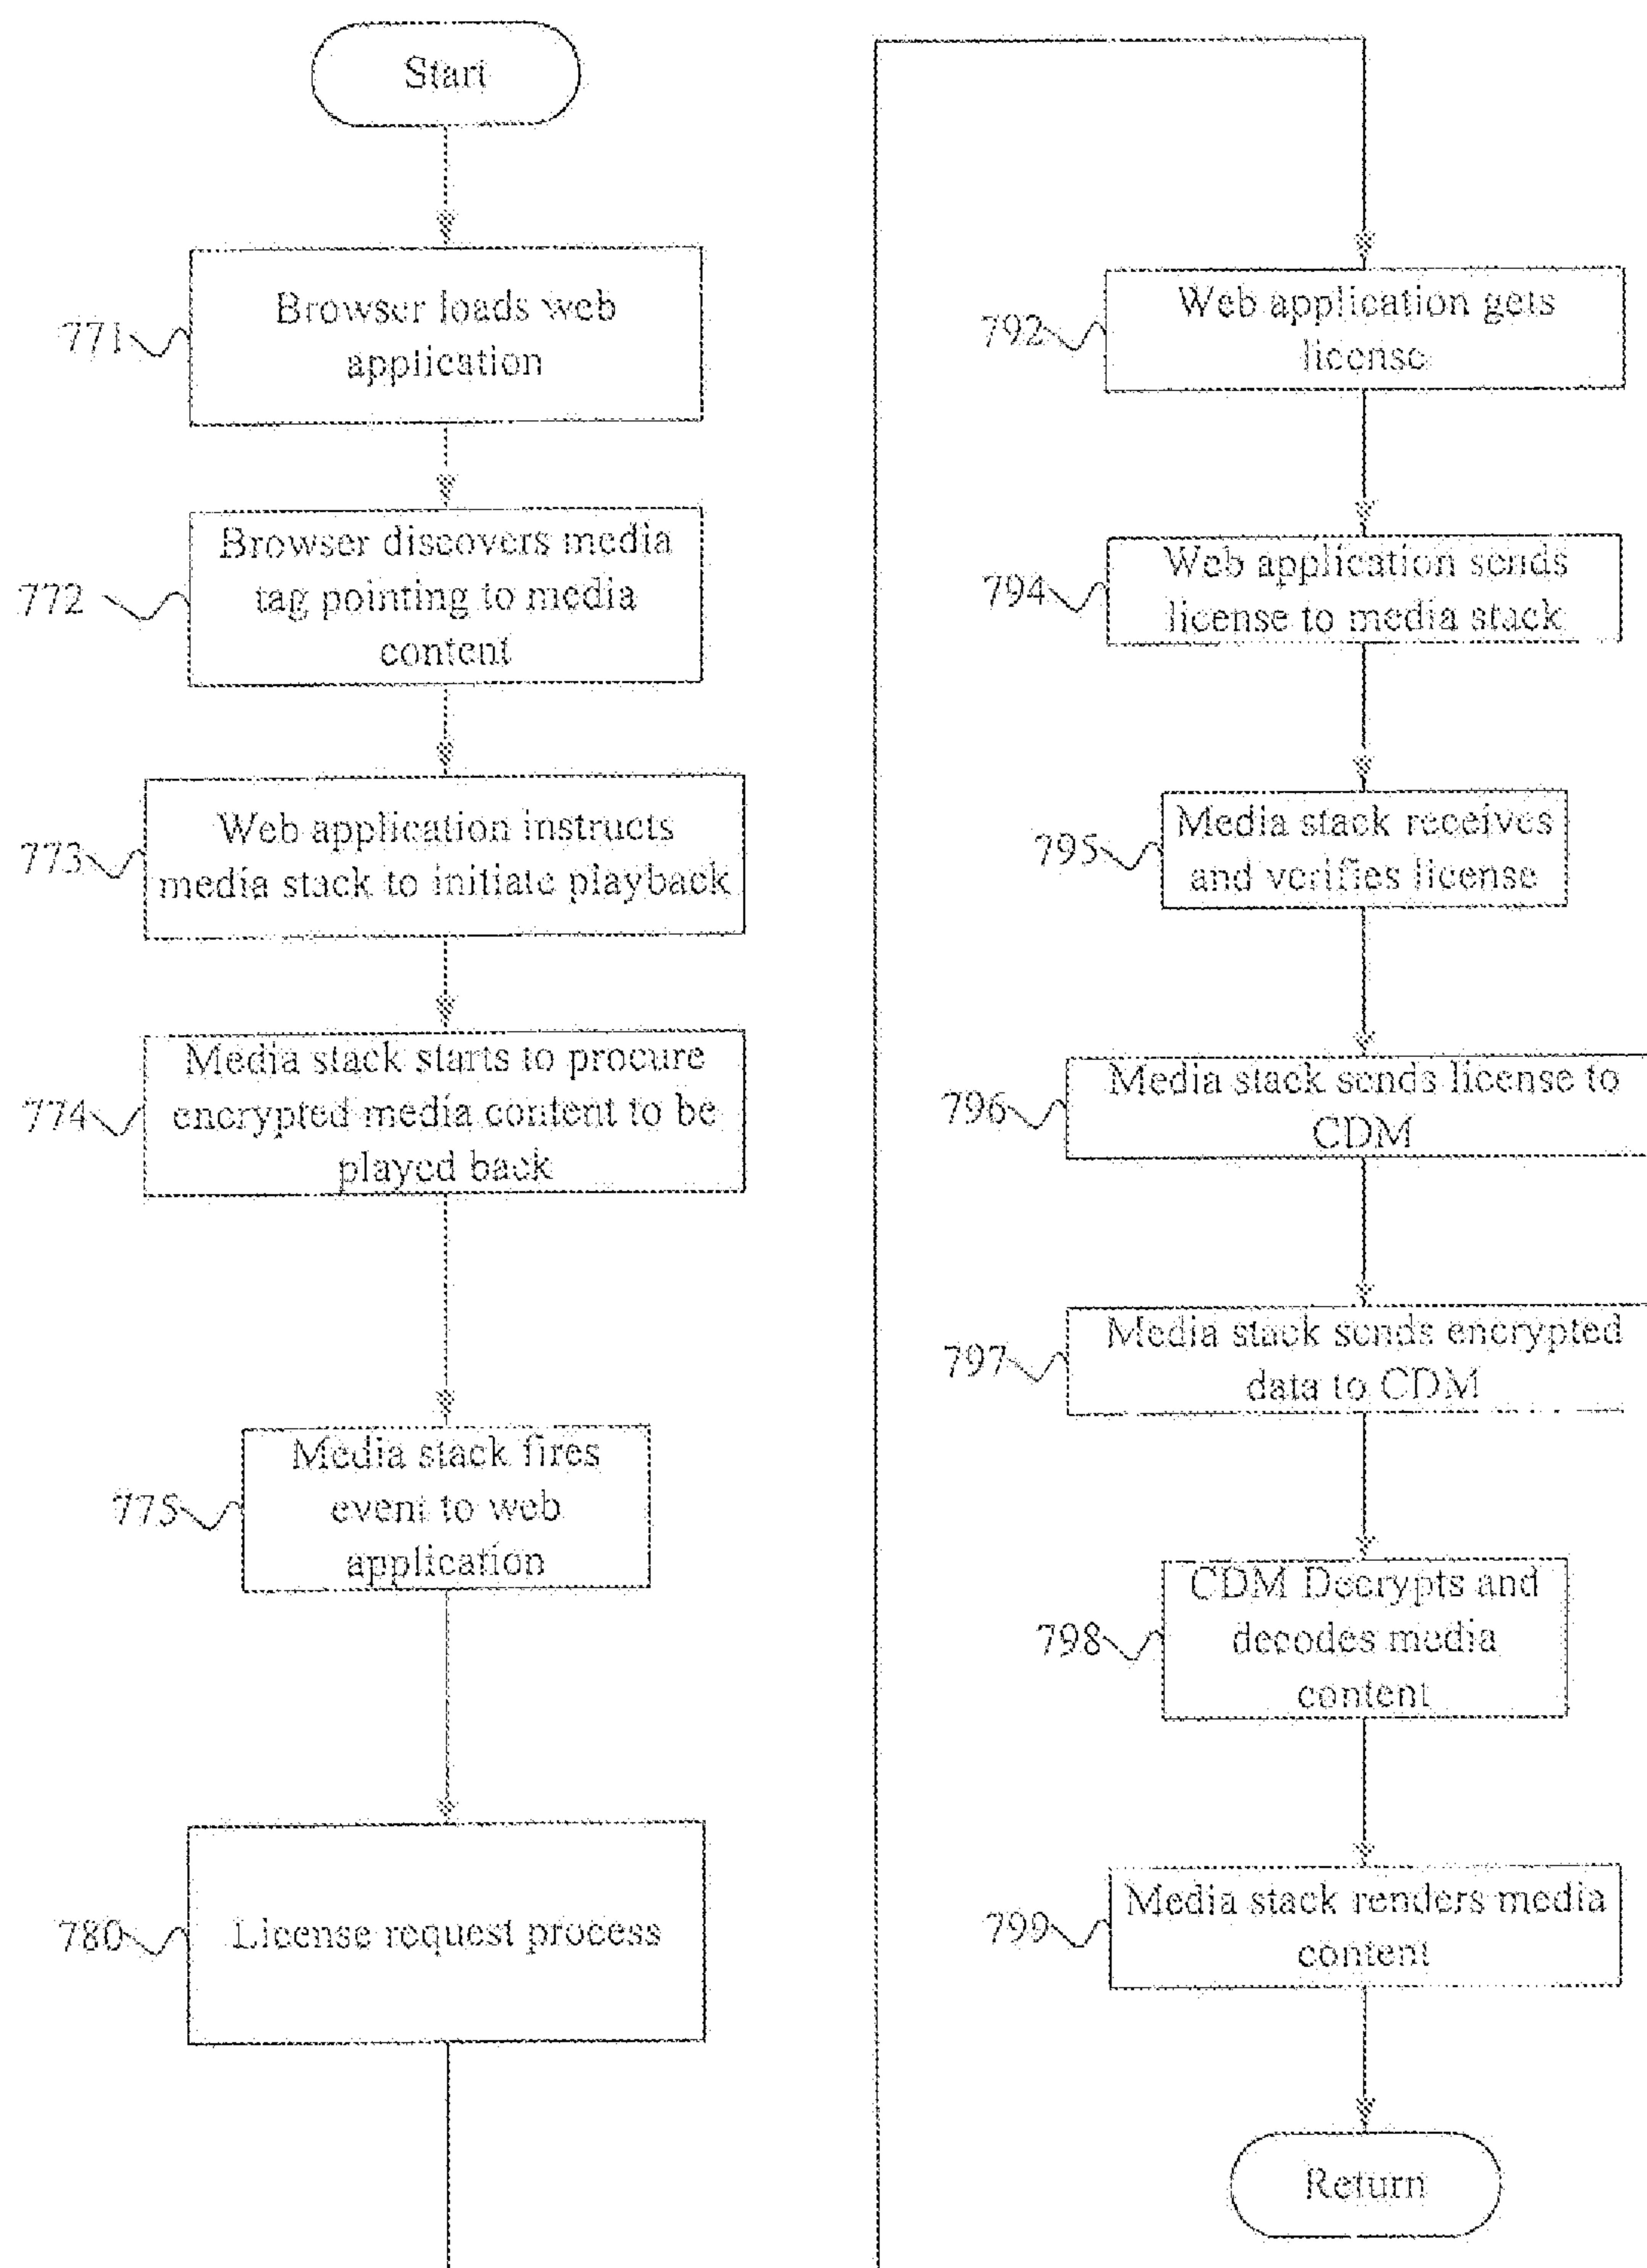 Start
771
Browser loads web
application
772
Browser discovers media
tag pointing to media
content
773
Web application instructs
media stack to initiate playback
774
Media stack starts to procure
encrypted media content to be
played back
775
Media stack fires
event to web
application
780
License request process
792
Web application gets
license
794
Web application sends
license to media stack
795
Media stack receives
and verifies license
796
Media stack sends license to
CDM
797
Media stack sends encrypted
data to CDM
798
CDM Decrypts and
decodes media
content
799
Media stack renders media
content
Return